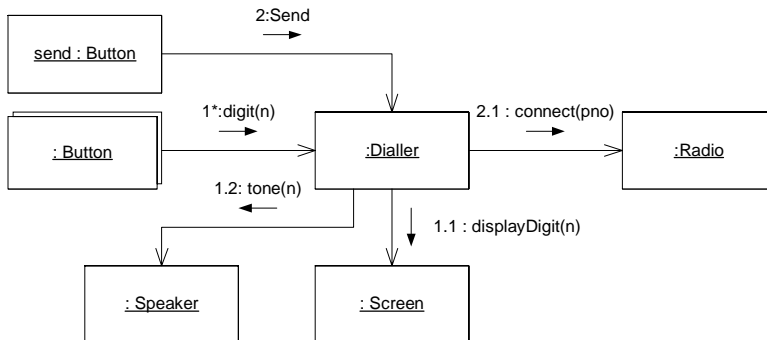 2:Send
send : Button
1*:digit(n)
2.1 : connect(pno)
: Button
:Dialler
:Radio
1.2: tone(n)
1.1 : displayDigit(n)
: Speaker
: Screen